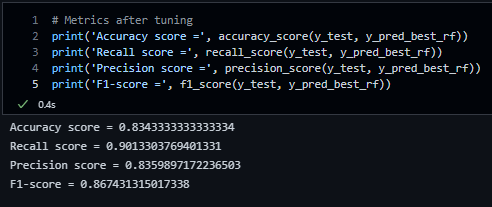 1 # Metrics after tuning
2 print('Accuracy score =', accuracy_score(y_test, y_pred_best_rf))
3 print('Recall score =', recall_score(y_test, y_pred_best_rf))
4 print('Precision score =', precision_score(y_test, y_pred_best_rf))
5 print('F1-score =', f1_score(y_test, y_pred_best_rf))
0.4s
Accuracy score = 0.8343333333333334
Recall score = 0.9013303769401331
Precision score = 0.8359897172236503
F1-score = 0.867431315017338